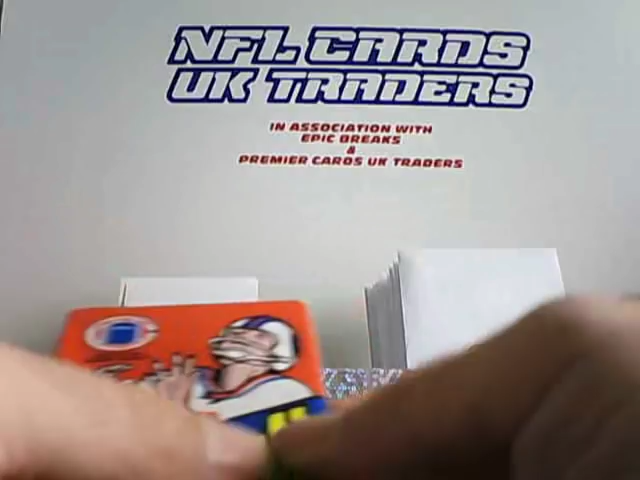 NFL CARDS
UK TRADERS
IN ASSOCIATION WITH
EPIC BREAKS
&
PREMIER CARDS UK TRADERS